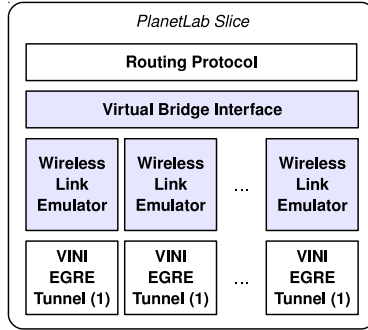 PlanetLab Slice
Routing Protocol
Virtual Bridge Interface
Wireless Link Emulator
Wireless Link Emulator
...
Wireless Link Emulator
VINI EGRE Tunnel (1)
VINI EGRE Tunnel (1)
...
VINI EGRE Tunnel (1)